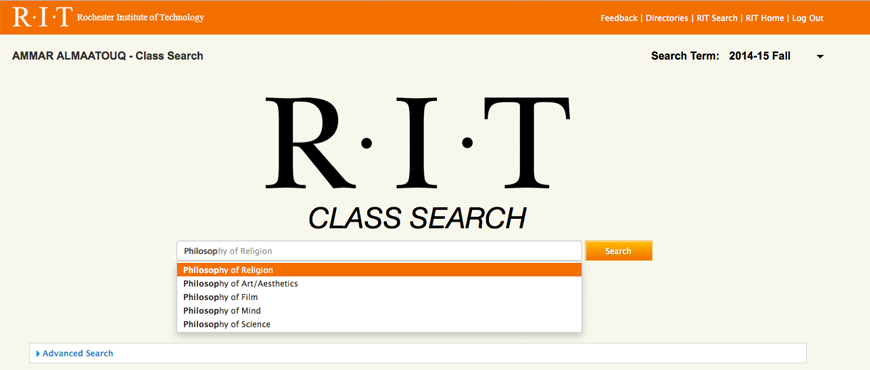 R·I·T Rochester Institute of Technology
Feedback | Directories | RIT Search | RIT Home | Log Out
AMMAR ALMAATOUQ - Class Search
Search Term: 2014-15 Fall
R·I·T
CLASS SEARCH
Philosophy of Religion
Search
Philosophy of Religion
Philosophy of Art/Aesthetics
Philosophy of Film
Philosophy of Mind
Philosophy of Science
Advanced Search